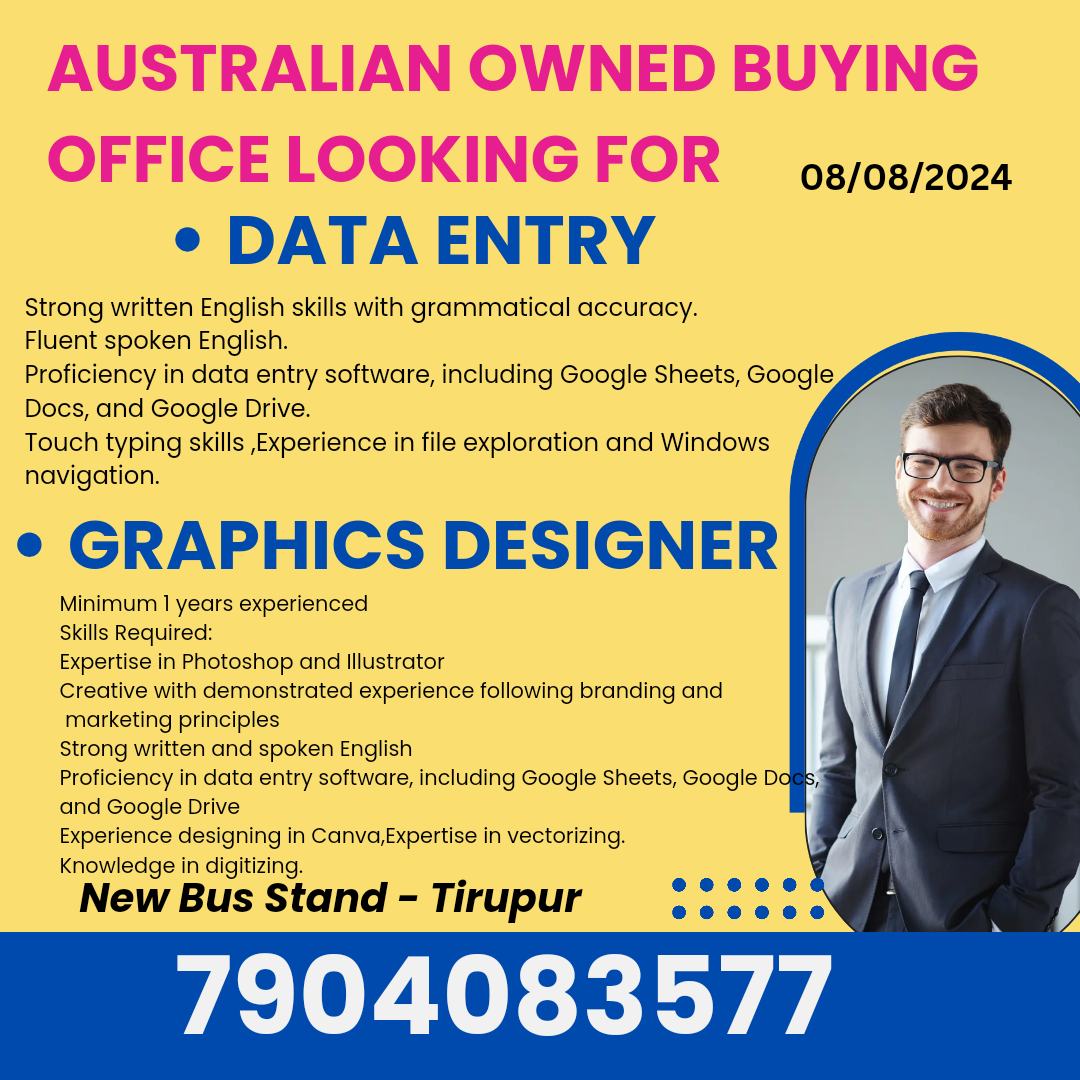 AUSTRALIAN OWNED BUYING
OFFICE LOOKING FOR
08/08/2024
• DATA ENTRY
Strong written English skills with grammatical accuracy.
Fluent spoken English.
Proficiency in data entry software, including Google Sheets, Google
Docs, and Google Drive.
Touch typing skills ,Experience in file exploration and Windows
navigation.
• GRAPHICS DESIGNER
Minimum 1 years experienced
Skills Required:
Expertise in Photoshop and Illustrator
Creative with demonstrated experience following branding and
marketing principles
Strong written and spoken English
Proficiency in data entry software, including Google Sheets, Google Docs,
and Google Drive
Experience designing in Canva,Expertise in vectorizing.
Knowledge in digitizing.
New Bus Stand - Tirupur
7904083577